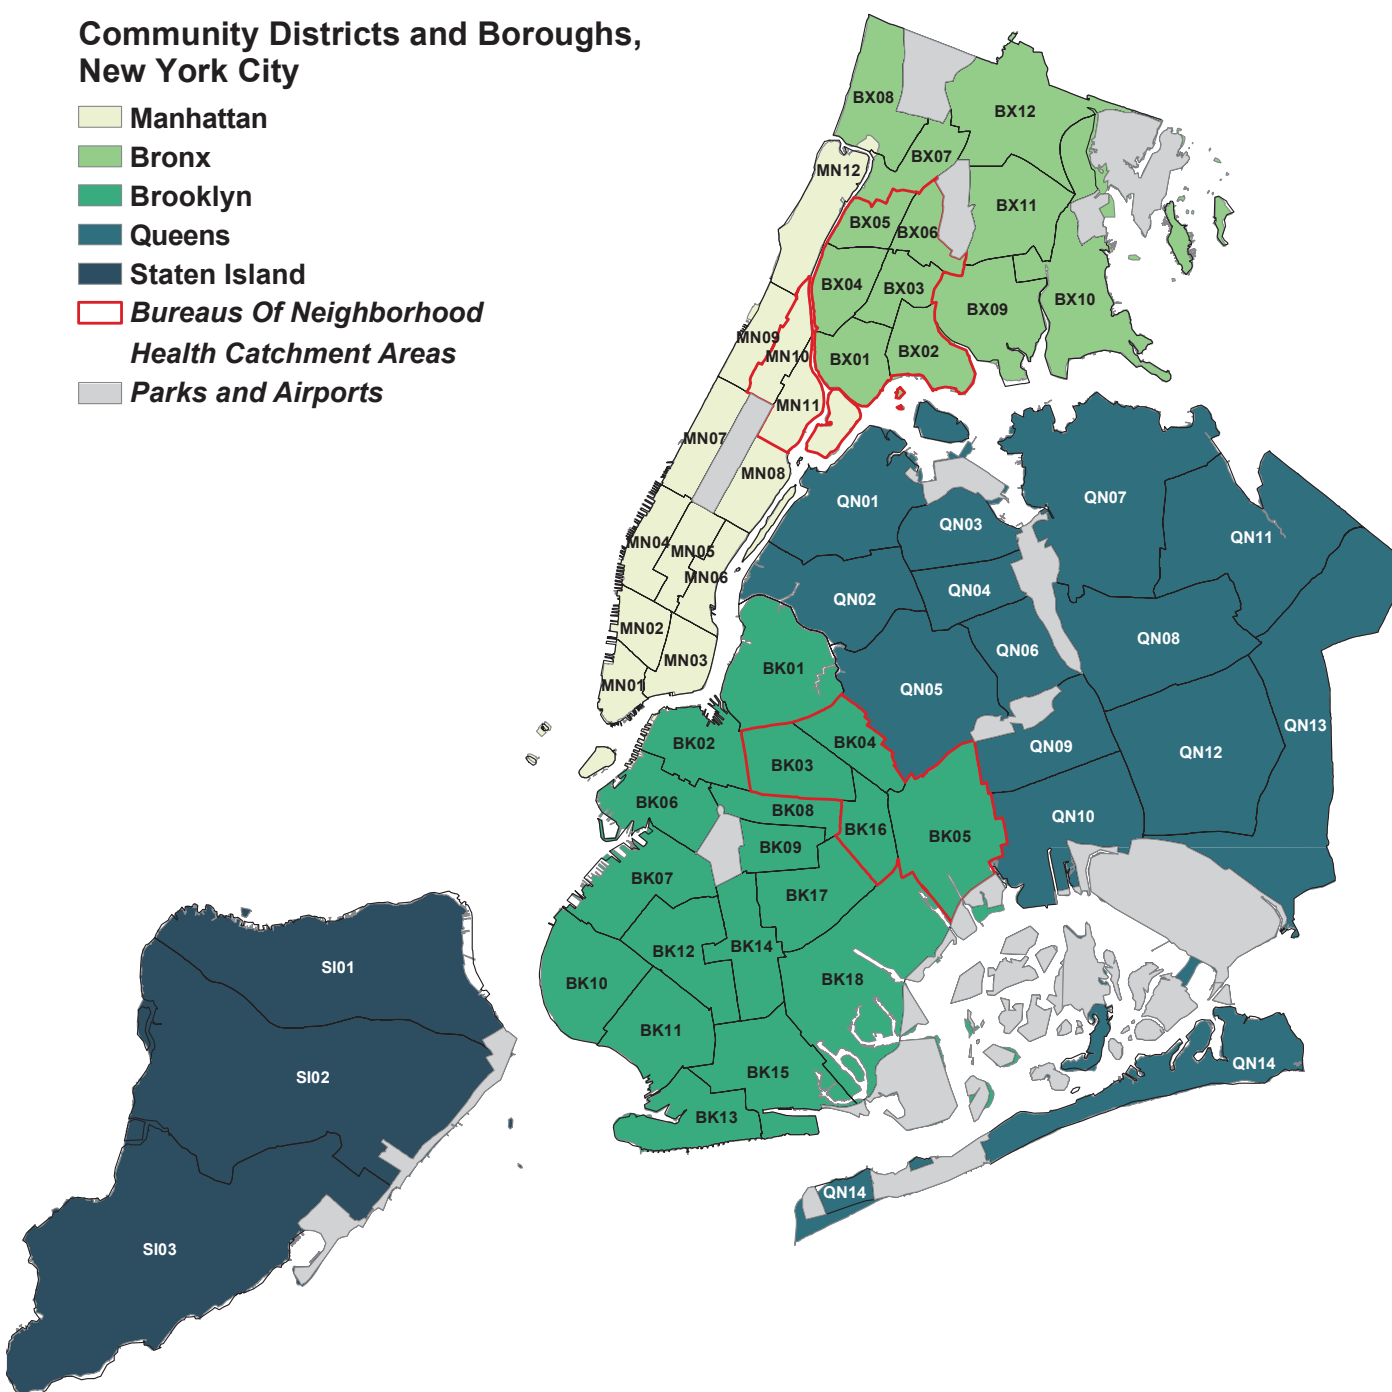 Community Districts and Boroughs,
New York City
Manhattan
Bronx
Brooklyn
Queens
Staten Island
Bureaus Of Neighborhood
Health Catchment Areas
Parks and Airports
BX08
BX12
BX07
MN12
BX11
BX05
BX06
BX04
BX03
BX10
BX09
MN09
MN10
BX01
BX02
MN11
MN07
MN08
QN01
QN07
QN03
QN11
MN04
MN05
MN06
QN04
QN02
MN02
QN08
QN06
MN03
BK01
MN01
QN05
QN13
BK02
BK04
QN09
QN12
BK03
BK06
BK08
QN10
BK16
BK05
BK09
BK07
BK17
BK14
BK12
SI01
BK18
BK10
BK11
QN14
BK15
SI02
BK13
QN14
SI03